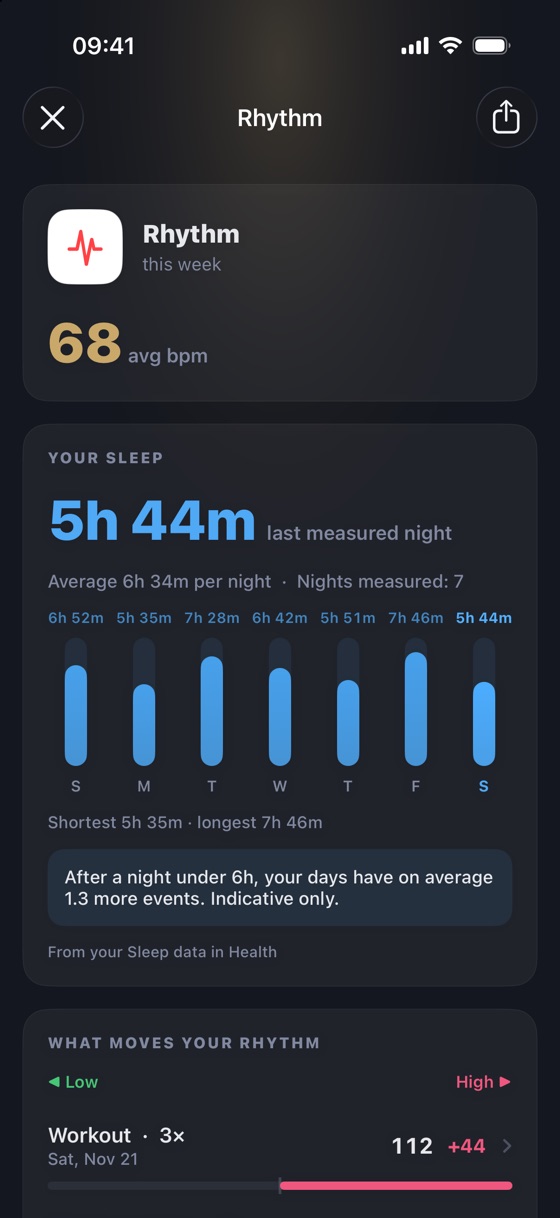 09:41
Rhythm
Rhythm
this week
68 avg bpm
YOUR SLEEP
5h 44m last measured night
Average 6h 34m per night · Nights measured: 7
6h 52m 5h 35m 7h 28m 6h 42m 5h 51m 7h 46m 5h 44m
S M T W T F S
Shortest 5h 35m · longest 7h 46m
After a night under 6h, your days have on average
1.3 more events. Indicative only.
From your Sleep data in Health
WHAT MOVES YOUR RHYTHM
◀ Low High ▶
Workout · 3×
112 +44
Sat, Nov 21